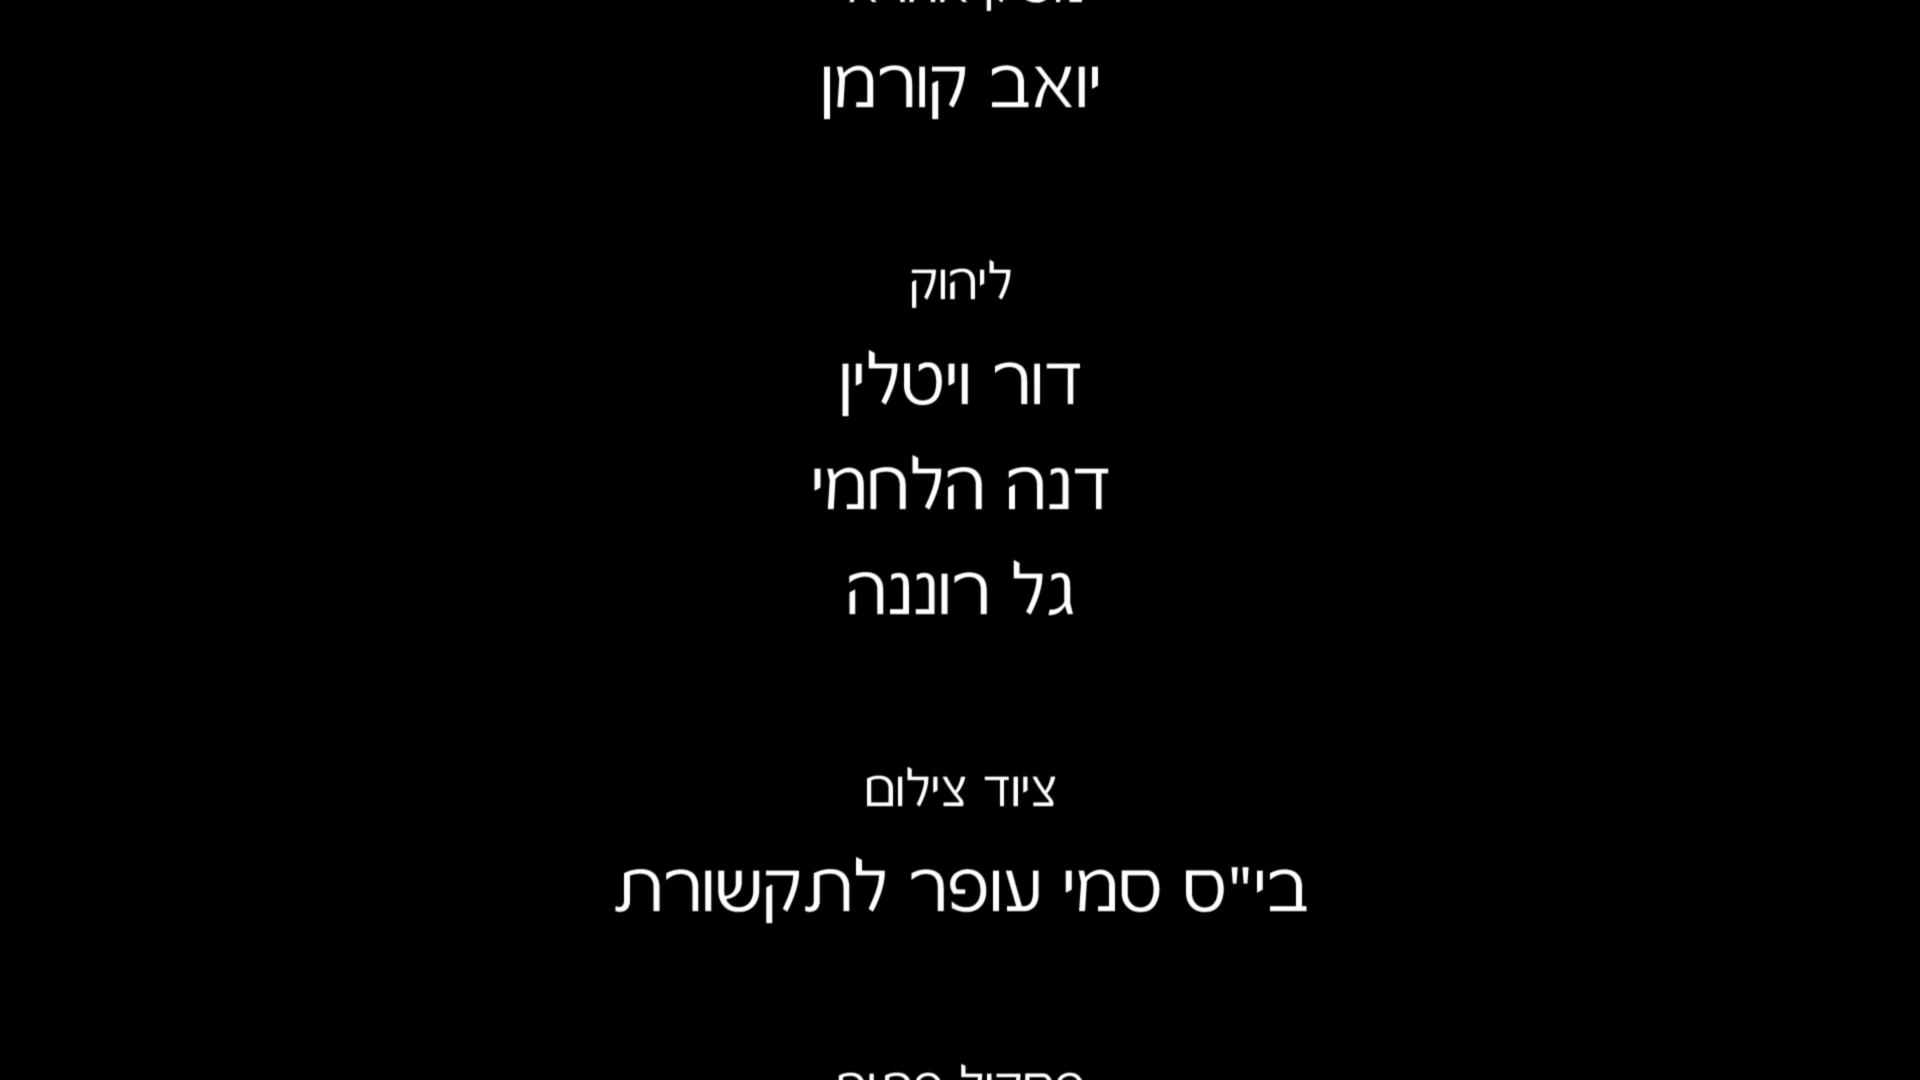 יואב קורמן
ליהוק
דור ויטלין
דנה הלחמי
גל רוננה
ציוד צילום
בי"ס סמי עופר לתקשורת